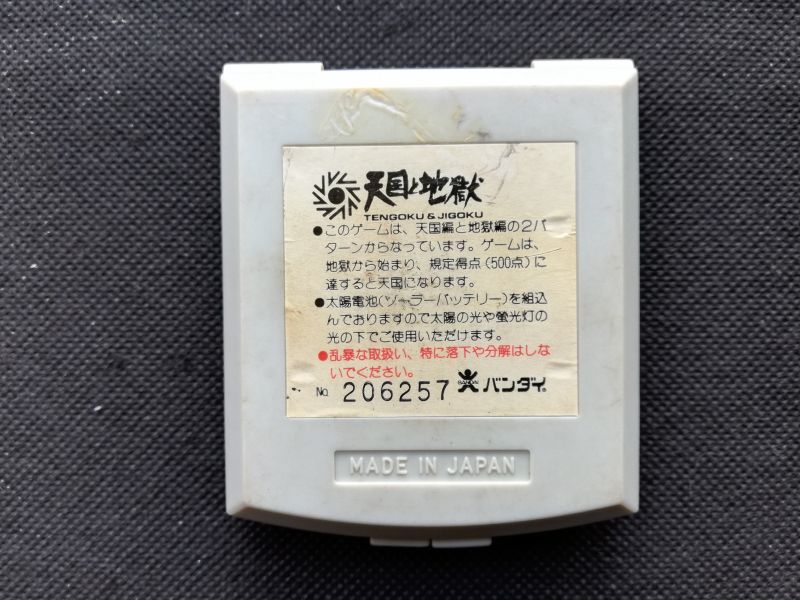 天国と地獄
TENGOKU & JIGOKU
●このゲームは、天国編と地獄編の2パ
ターンからなっています。ゲームは、
地獄から始まり、規定得点(500点)に
達すると天国になります。
●太陽電池(ソーラーバッテリー)を組込
んでおりますので太陽の光や螢光灯の
光の下でご使用いただけます。
●乱暴な取扱い、特に落下や分解はしな
いでください。
No. 206257 BANDAI バンダイ
MADE IN JAPAN